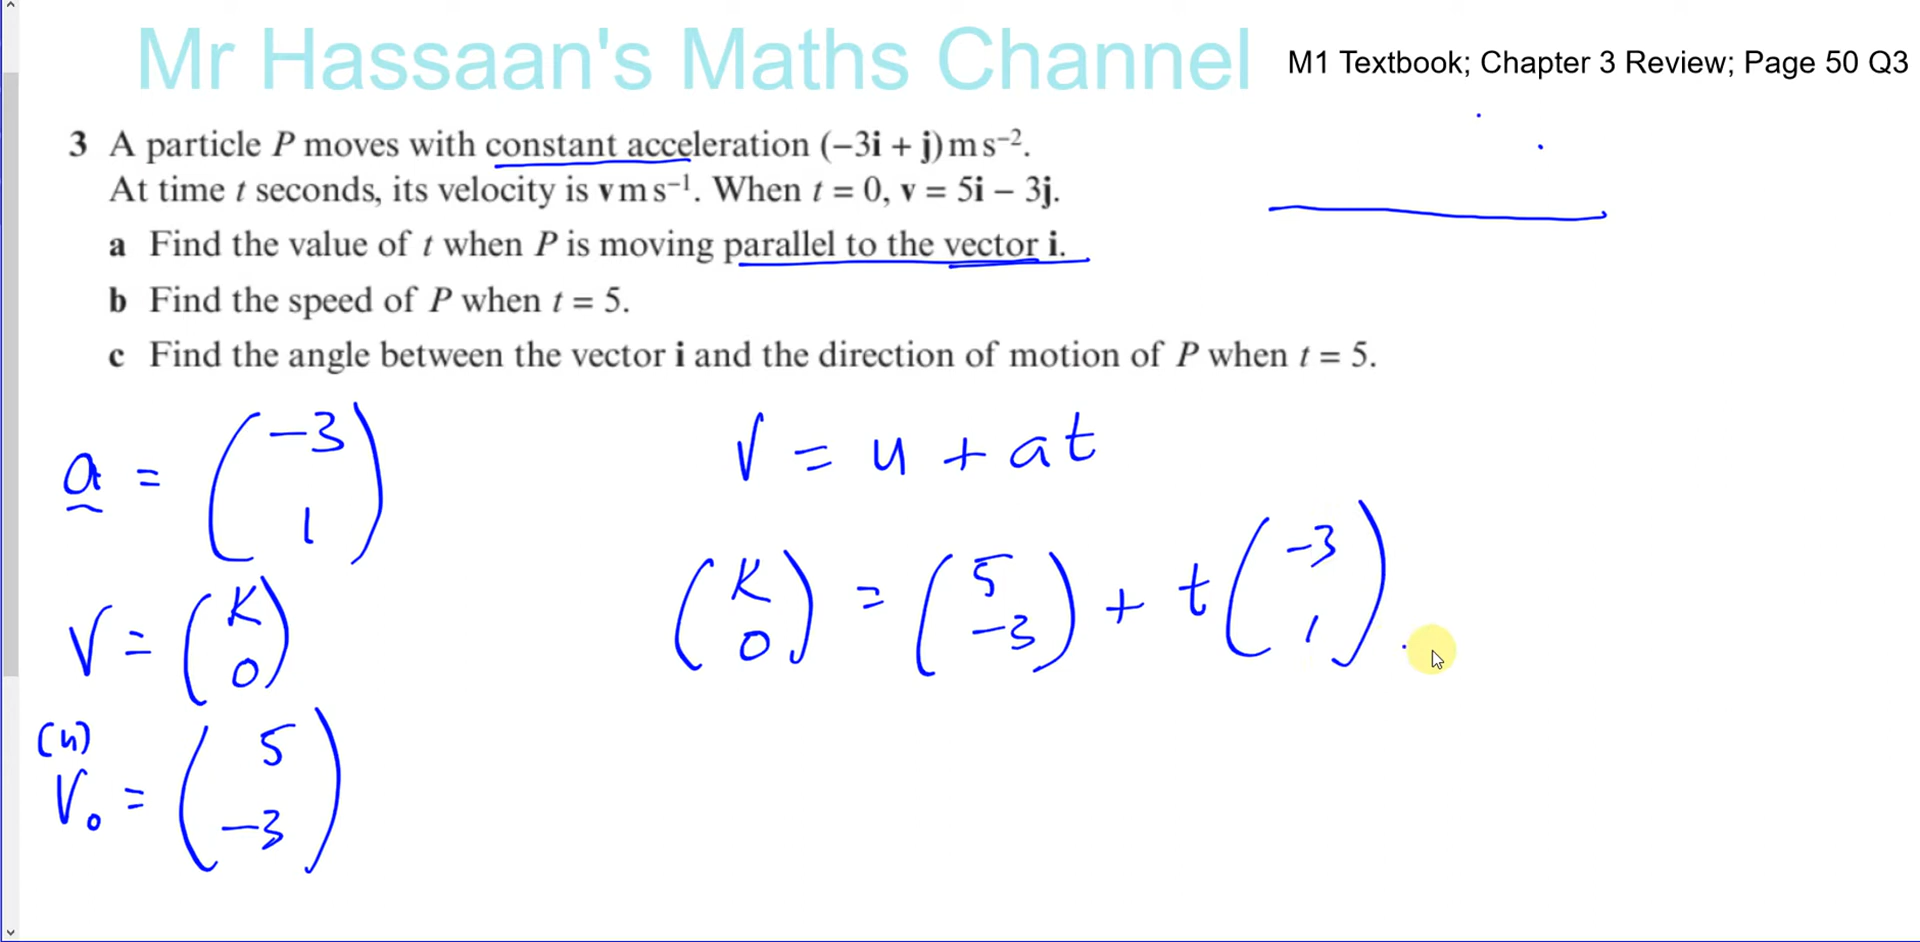 Mr Hassaan's Maths Channel
M1 Textbook; Chapter 3 Review; Page 50 Q3
3 A particle P moves with constant acceleration (−3i + j) m s⁻².
At time t seconds, its velocity is v m s⁻¹. When t = 0, v = 5i − 3j.
a Find the value of t when P is moving parallel to the vector i.
b Find the speed of P when t = 5.
c Find the angle between the vector i and the direction of motion of P when t = 5.
a = (−3
1)
V = (K
0)
(u)
V₀ = (5
−3)
V = u + at
(K
0) = (5
−3) + t(−3
1)